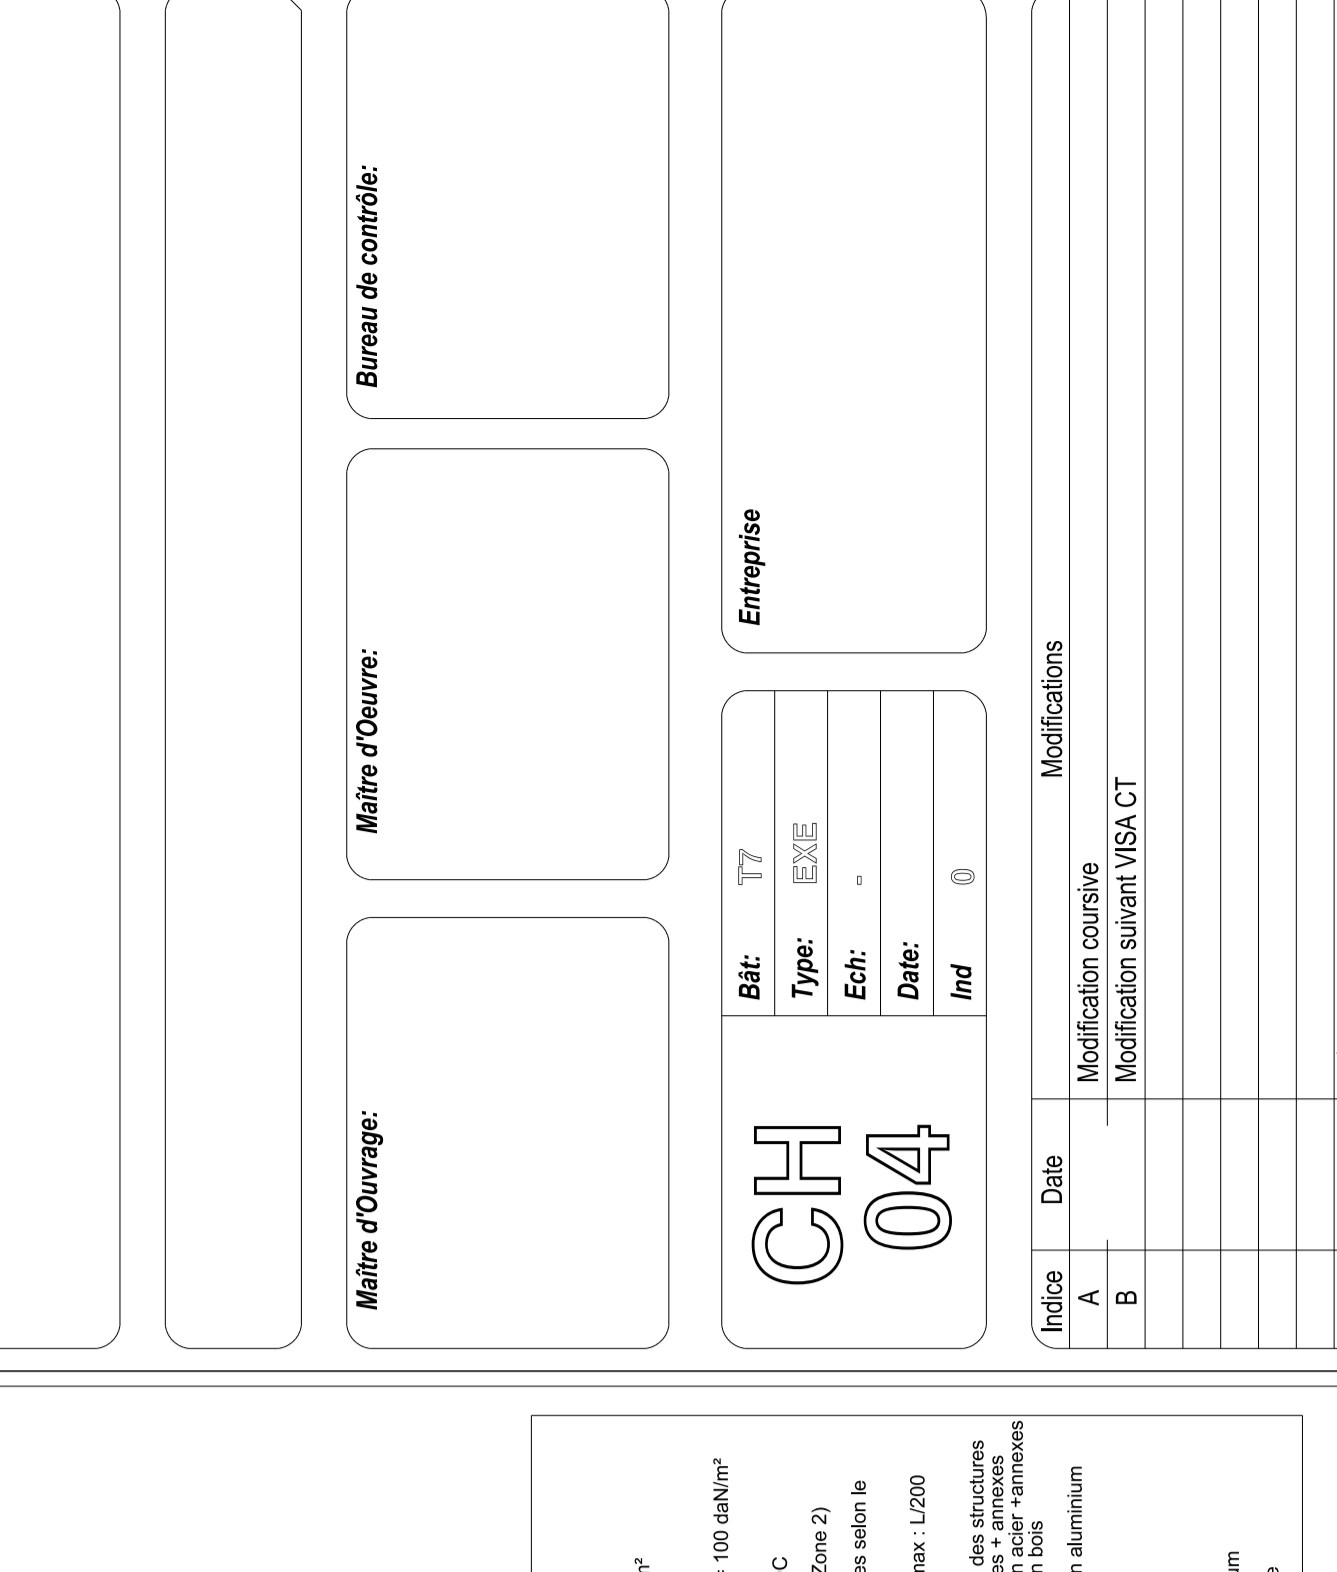 Maître d'Ouvrage:
Maître d'Oeuvre:
Bureau de contrôle:
CH
04
Bât: T7
Type: EXE
Ech: -
Date:
Ind 0
Entreprise
Indice Date Modifications
A Modification coursive
B Modification suivant VISA CT
m²
= 100 daN/m²
Zone 2)
es selon le
max : L/200
des structures
es + annexes
n acier +annexes
n bois
n aluminium
um